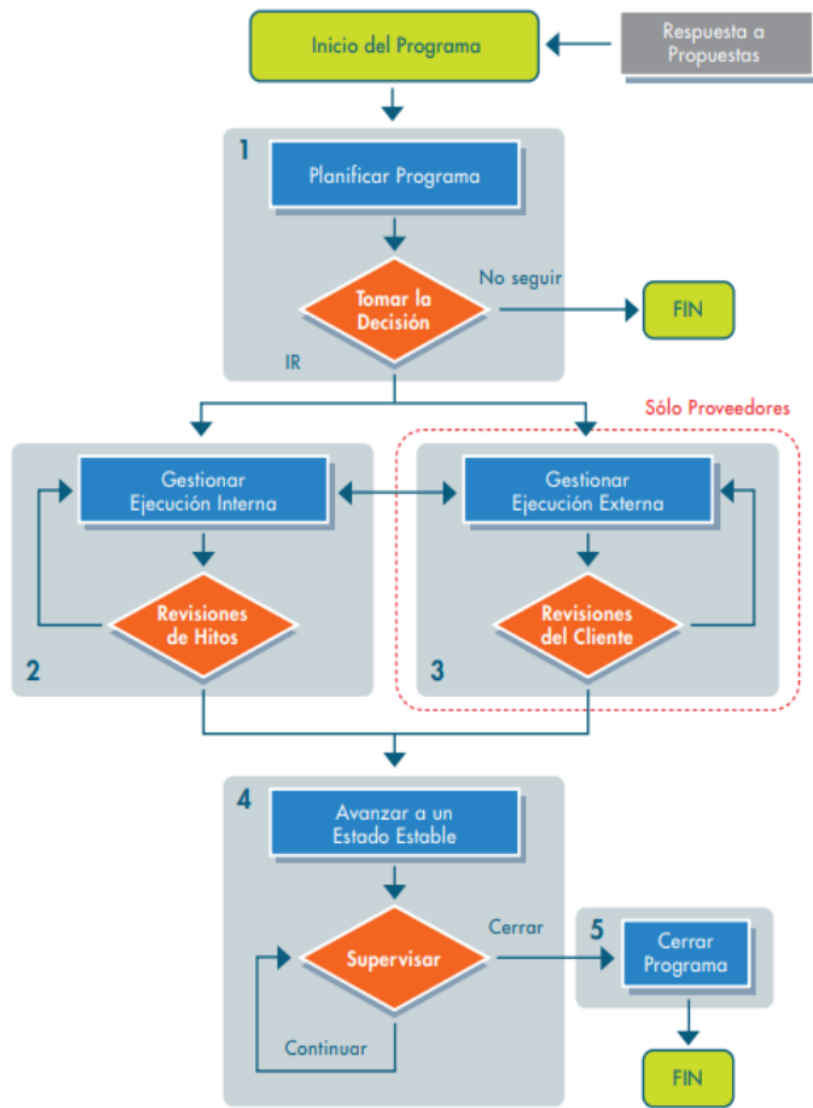 Inicio del Programa
Respuesta a
Propuestas
1
Planificar Programa
Tomar la
Decisión
No seguir
FIN
IR
Sólo Proveedores
Gestionar
Ejecución Interna
Gestionar
Ejecución Externa
Revisiones
de Hitos
Revisiones
del Cliente
2
3
4
Avanzar a un
Estado Estable
Supervisar
Cerrar
5
Cerrar
Programa
Continuar
FIN